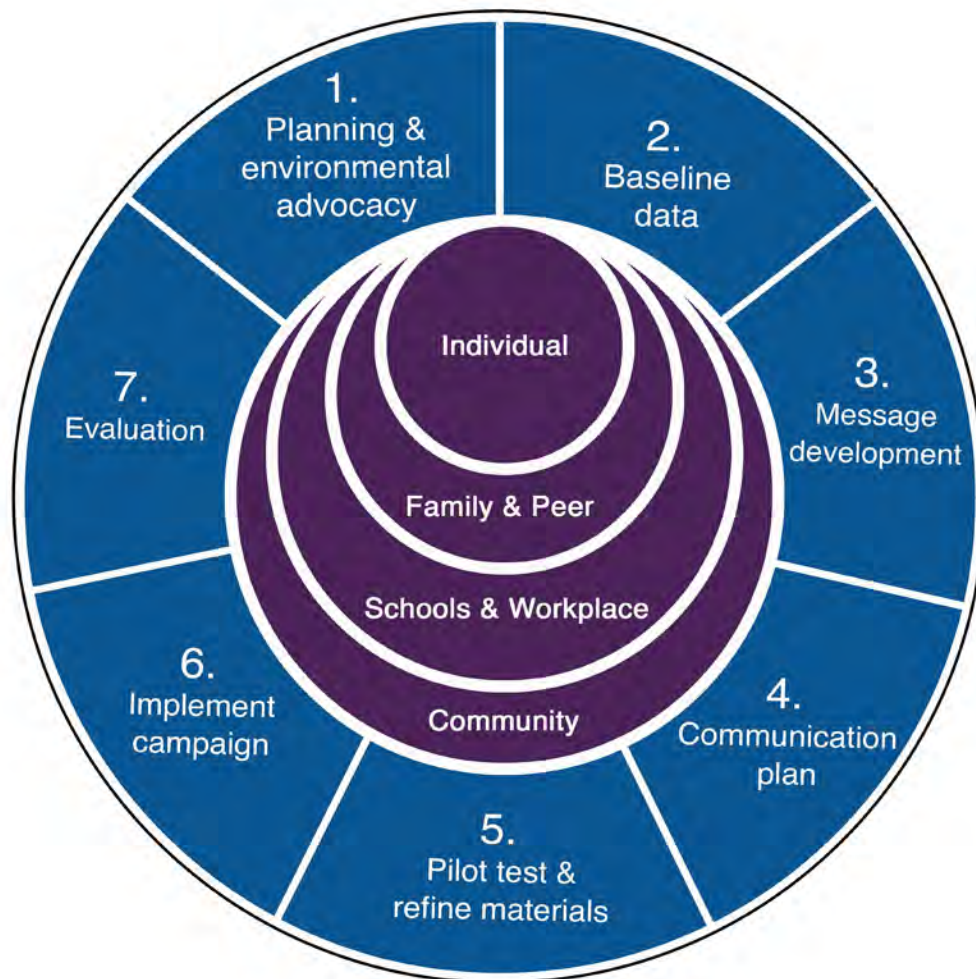 1.
Planning &
environmental
advocacy
2.
Baseline
data
3.
Message
development
4.
Communication
plan
5.
Pilot test &
refine materials
6.
Implement
campaign
7.
Evaluation
Individual
Family & Peer
Schools & Workplace
Community